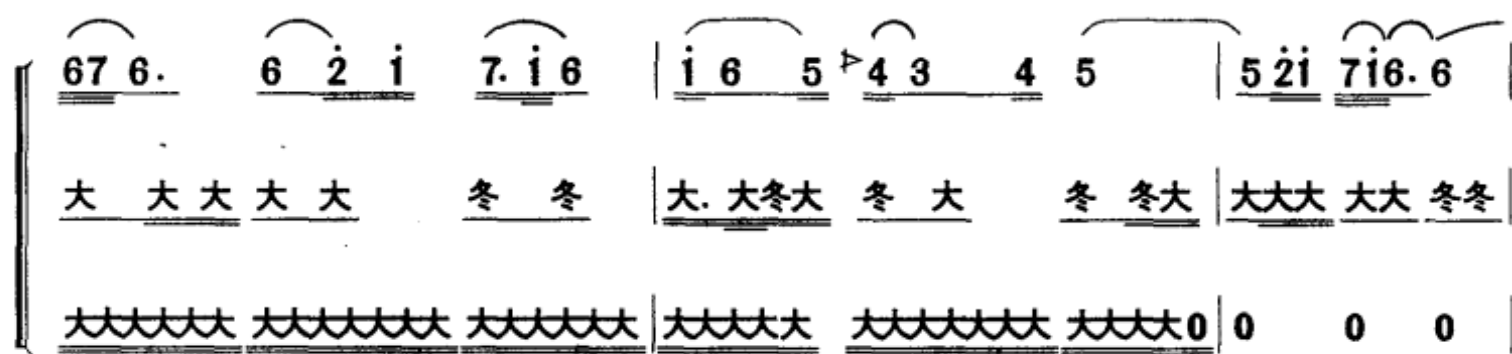 67 6. 6 2̇ 1̇ 7. 1̇ 6 | 1̇ 6 5 4 3 4 5 | 5 2̇1̇ 71̇6. 6 |
大 大 大 大 大 冬 冬 | 大. 大冬大 冬 大 冬 冬大 | 大大大 大大 冬冬 |
大大大大大大 大大大大大大大 大大大大大大 | 大大大大大 大大大大大大大 大大大大0 | 0 0 0 |